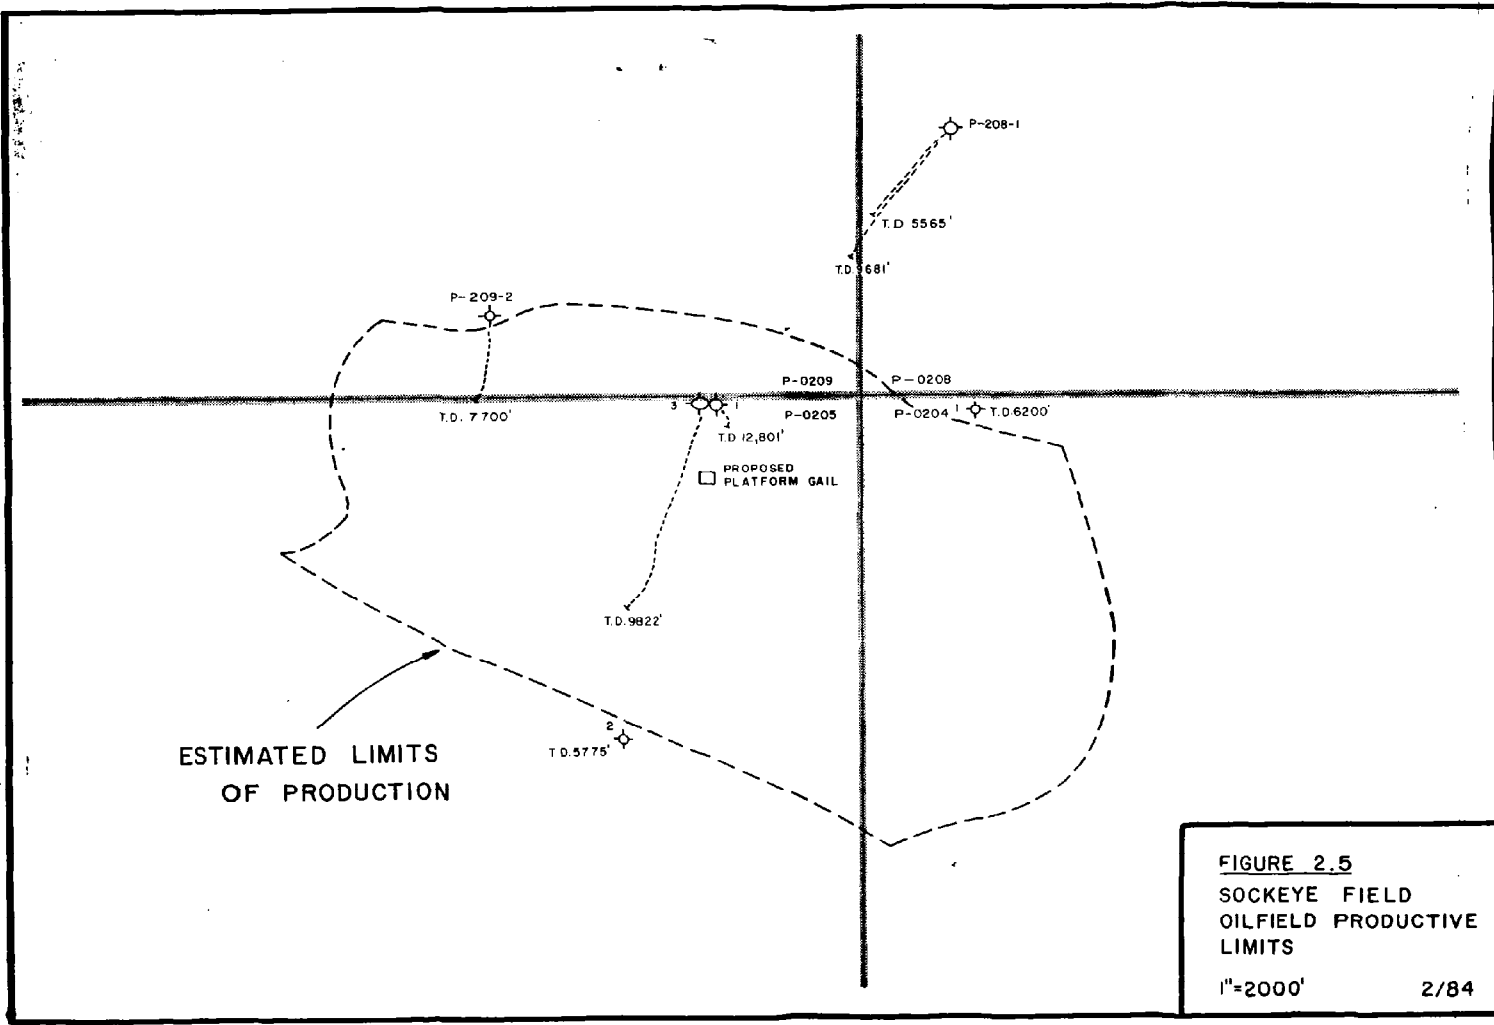 P-208-1
T.D 5565'
T.D.9681'
P-209-2
P-0209
P-0208
T.D. 7700'
3
1
P-0205
P-0204
1
T.D.6200'
T.D 12,801'
PROPOSED
PLATFORM GAIL
T.D.9822'
2
T.D.5775'
ESTIMATED LIMITS
OF PRODUCTION
FIGURE 2.5
SOCKEYE FIELD
OILFIELD PRODUCTIVE
LIMITS
1"=2000' 2/84